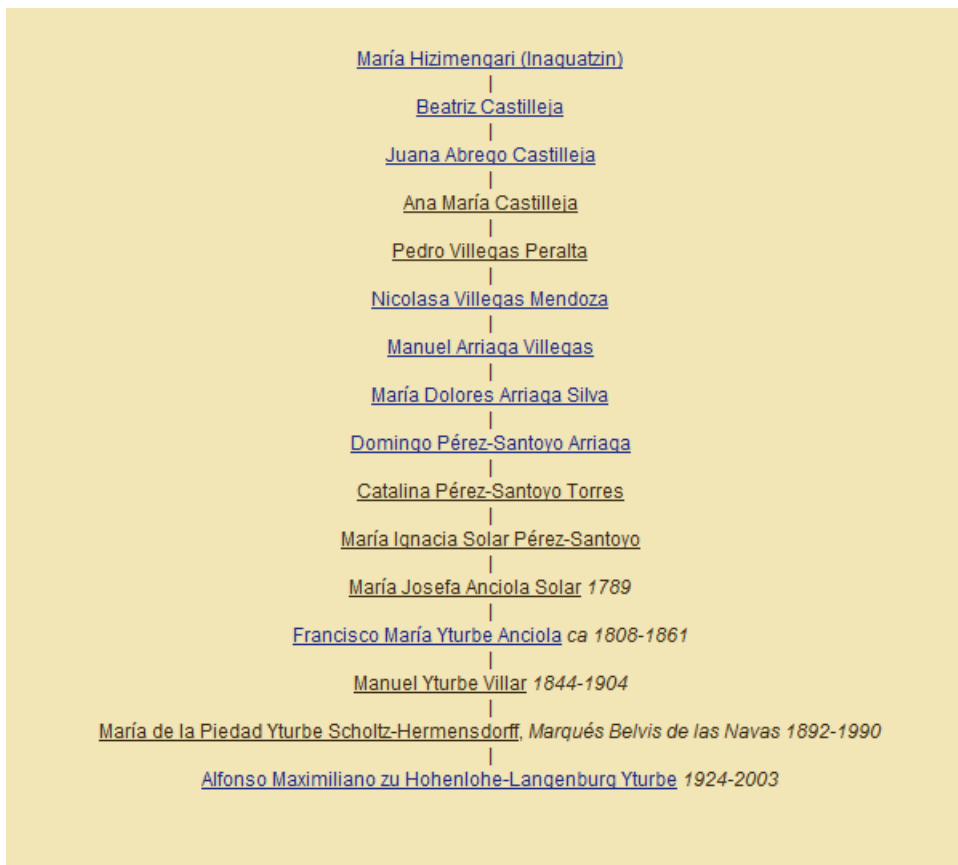 María Hizimengari (Inaguatzin)
|
Beatriz Castilleja
|
Juana Abrego Castilleja
|
Ana María Castilleja
|
Pedro Villegas Peralta
|
Nicolasa Villegas Mendoza
|
Manuel Arriaga Villegas
|
María Dolores Arriaga Silva
|
Domingo Pérez-Santoyo Arriaga
|
Catalina Pérez-Santoyo Torres
|
María Ignacia Solar Pérez-Santoyo
|
María Josefa Anciola Solar 1789
|
Francisco María Yturbe Anciola ca 1808-1861
|
Manuel Yturbe Villar 1844-1904
|
María de la Piedad Yturbe Scholtz-Hermensdorff, Marqués Belvis de las Navas 1892-1990
|
Alfonso Maximiliano zu Hohenlohe-Langenburg Yturbe 1924-2003